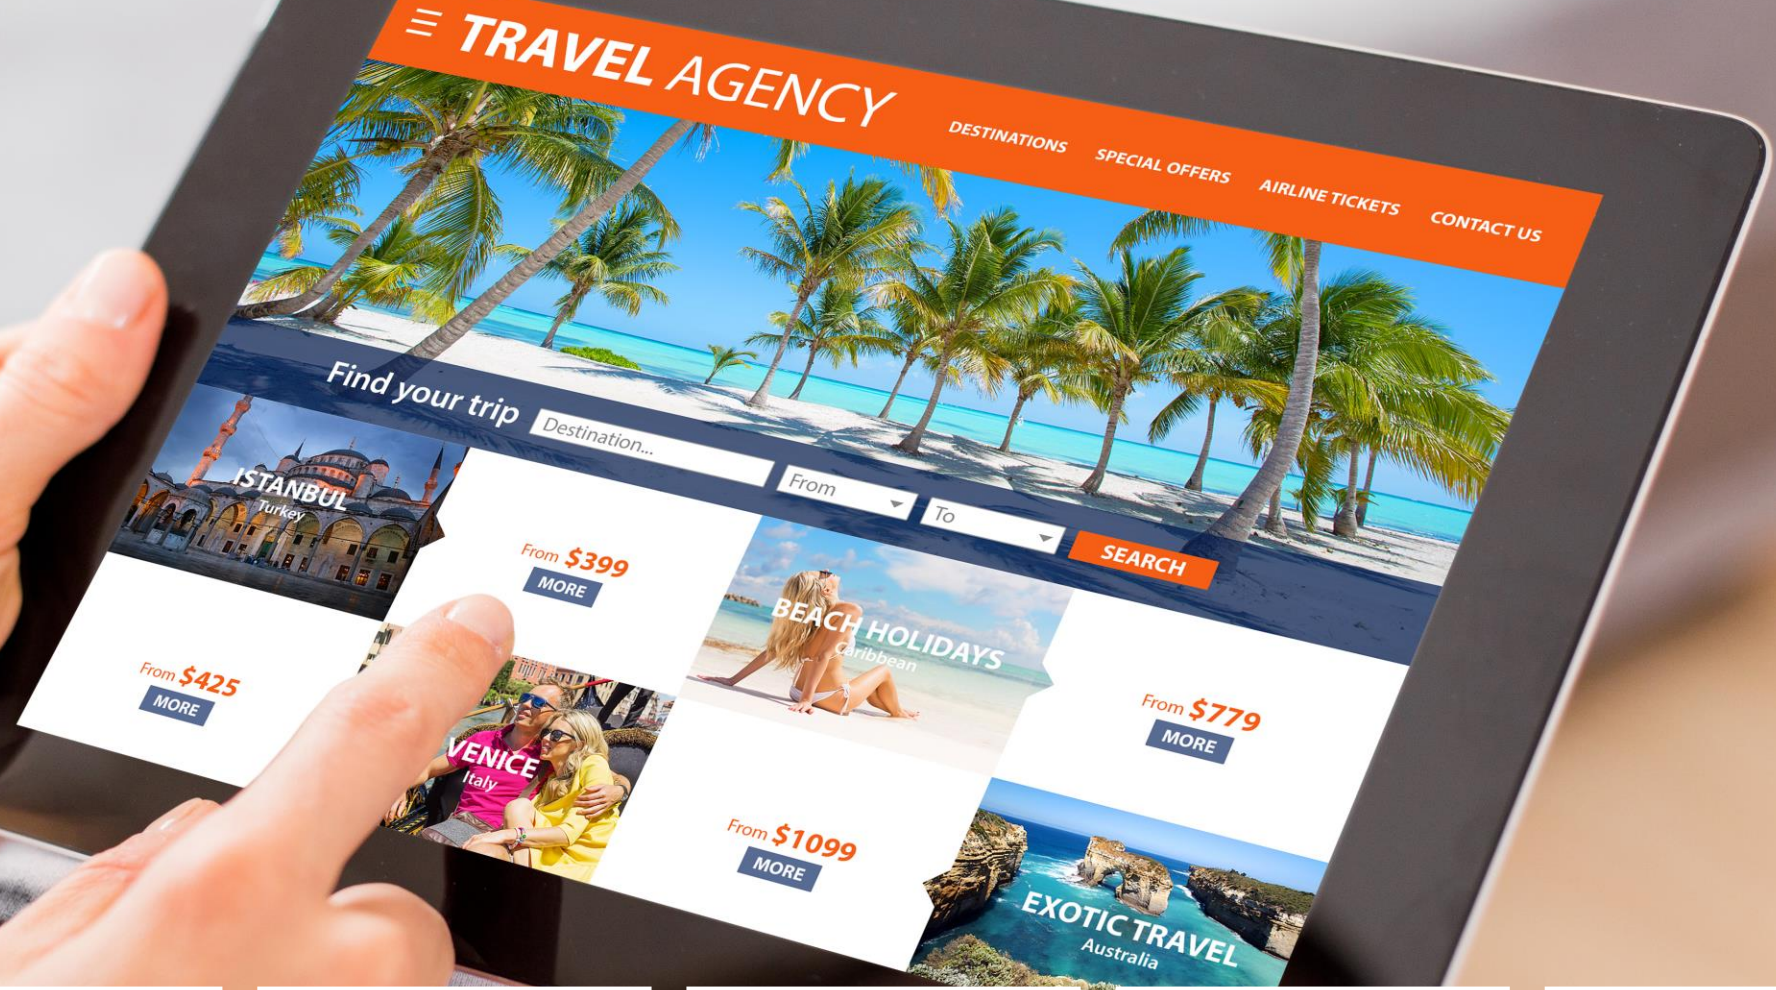 TRAVEL AGENCY
DESTINATIONS SPECIAL OFFERS AIRLINE TICKETS CONTACT US
Find your trip Destination... From To SEARCH
ISTANBUL
Turkey
From $399
MORE
BEACH HOLIDAYS
Caribbean
From $779
MORE
From $425
MORE
VENICE
Italy
From $1099
MORE
EXOTIC TRAVEL
Australia